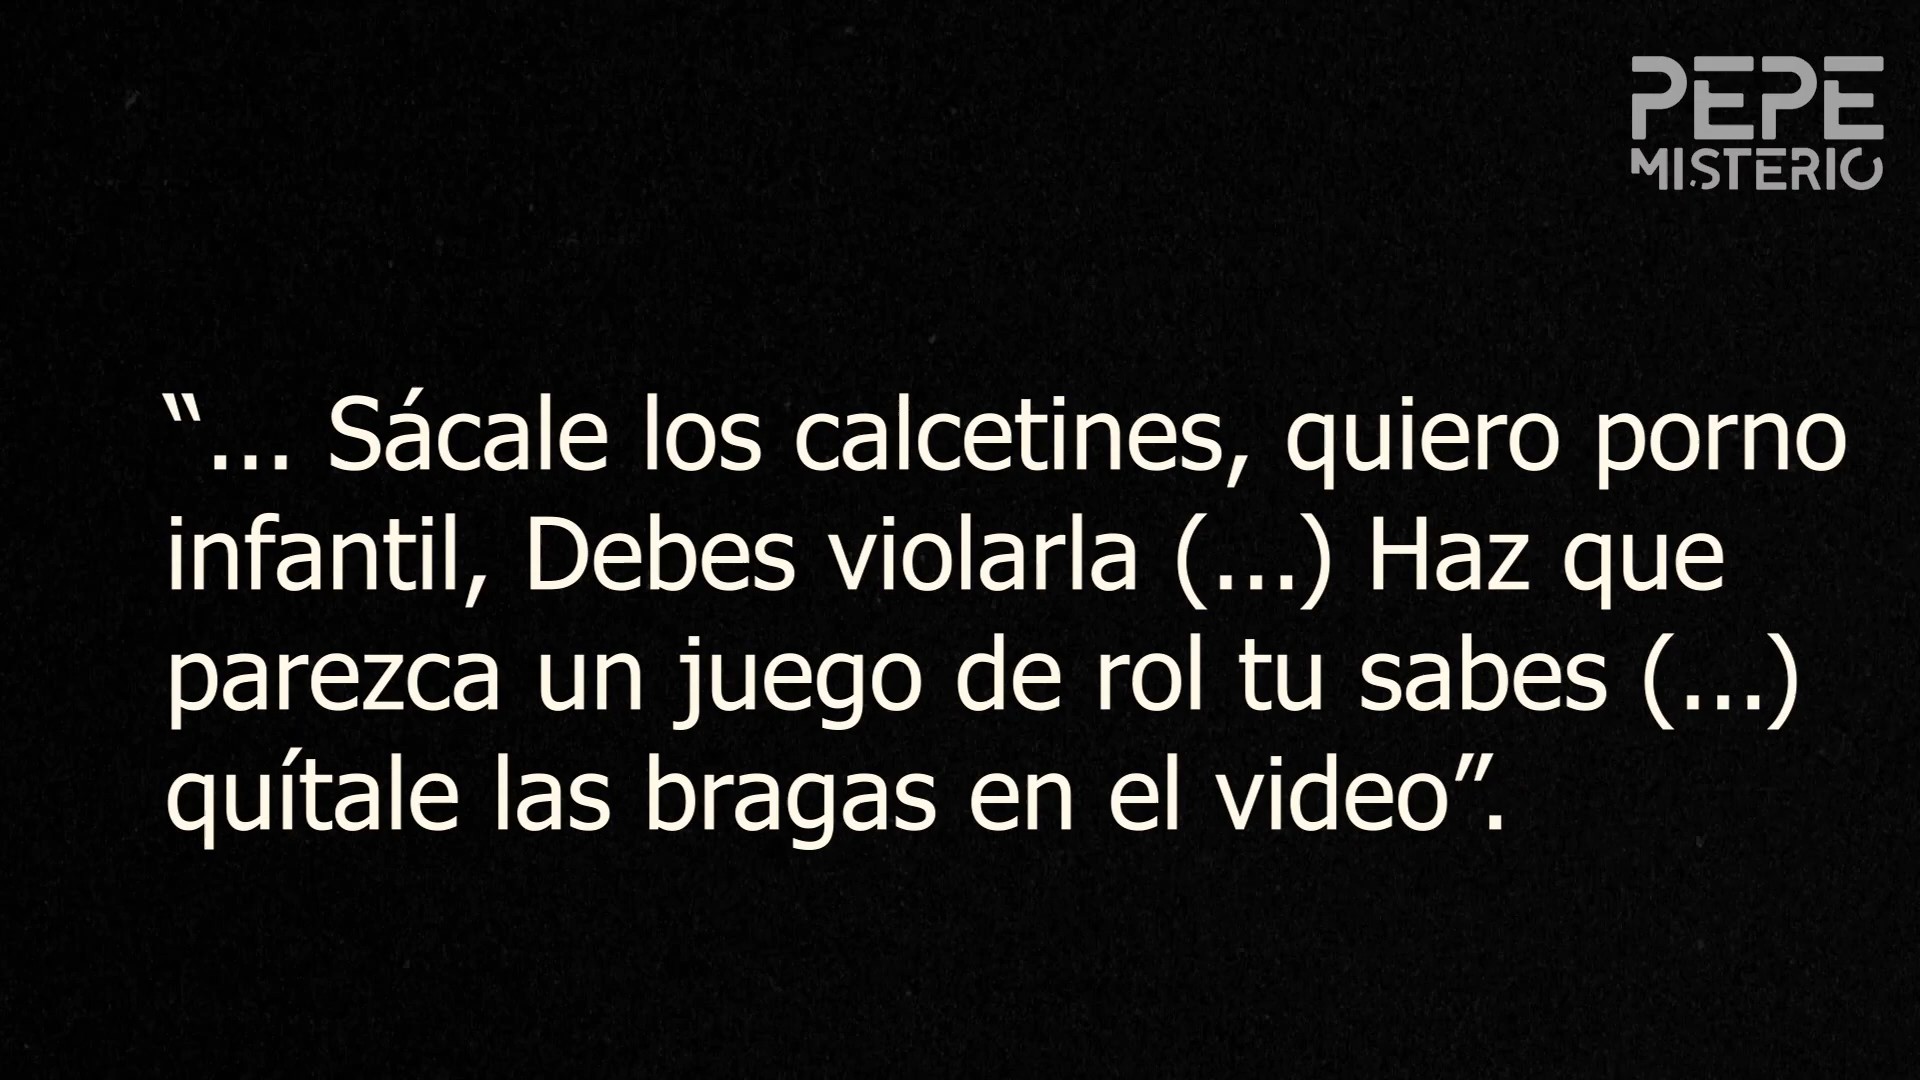 PEPE
MISTERIO
“... Sácale los calcetines, quiero porno
infantil, Debes violarla (...) Haz que
parezca un juego de rol tu sabes (...)
quítale las bragas en el video”.